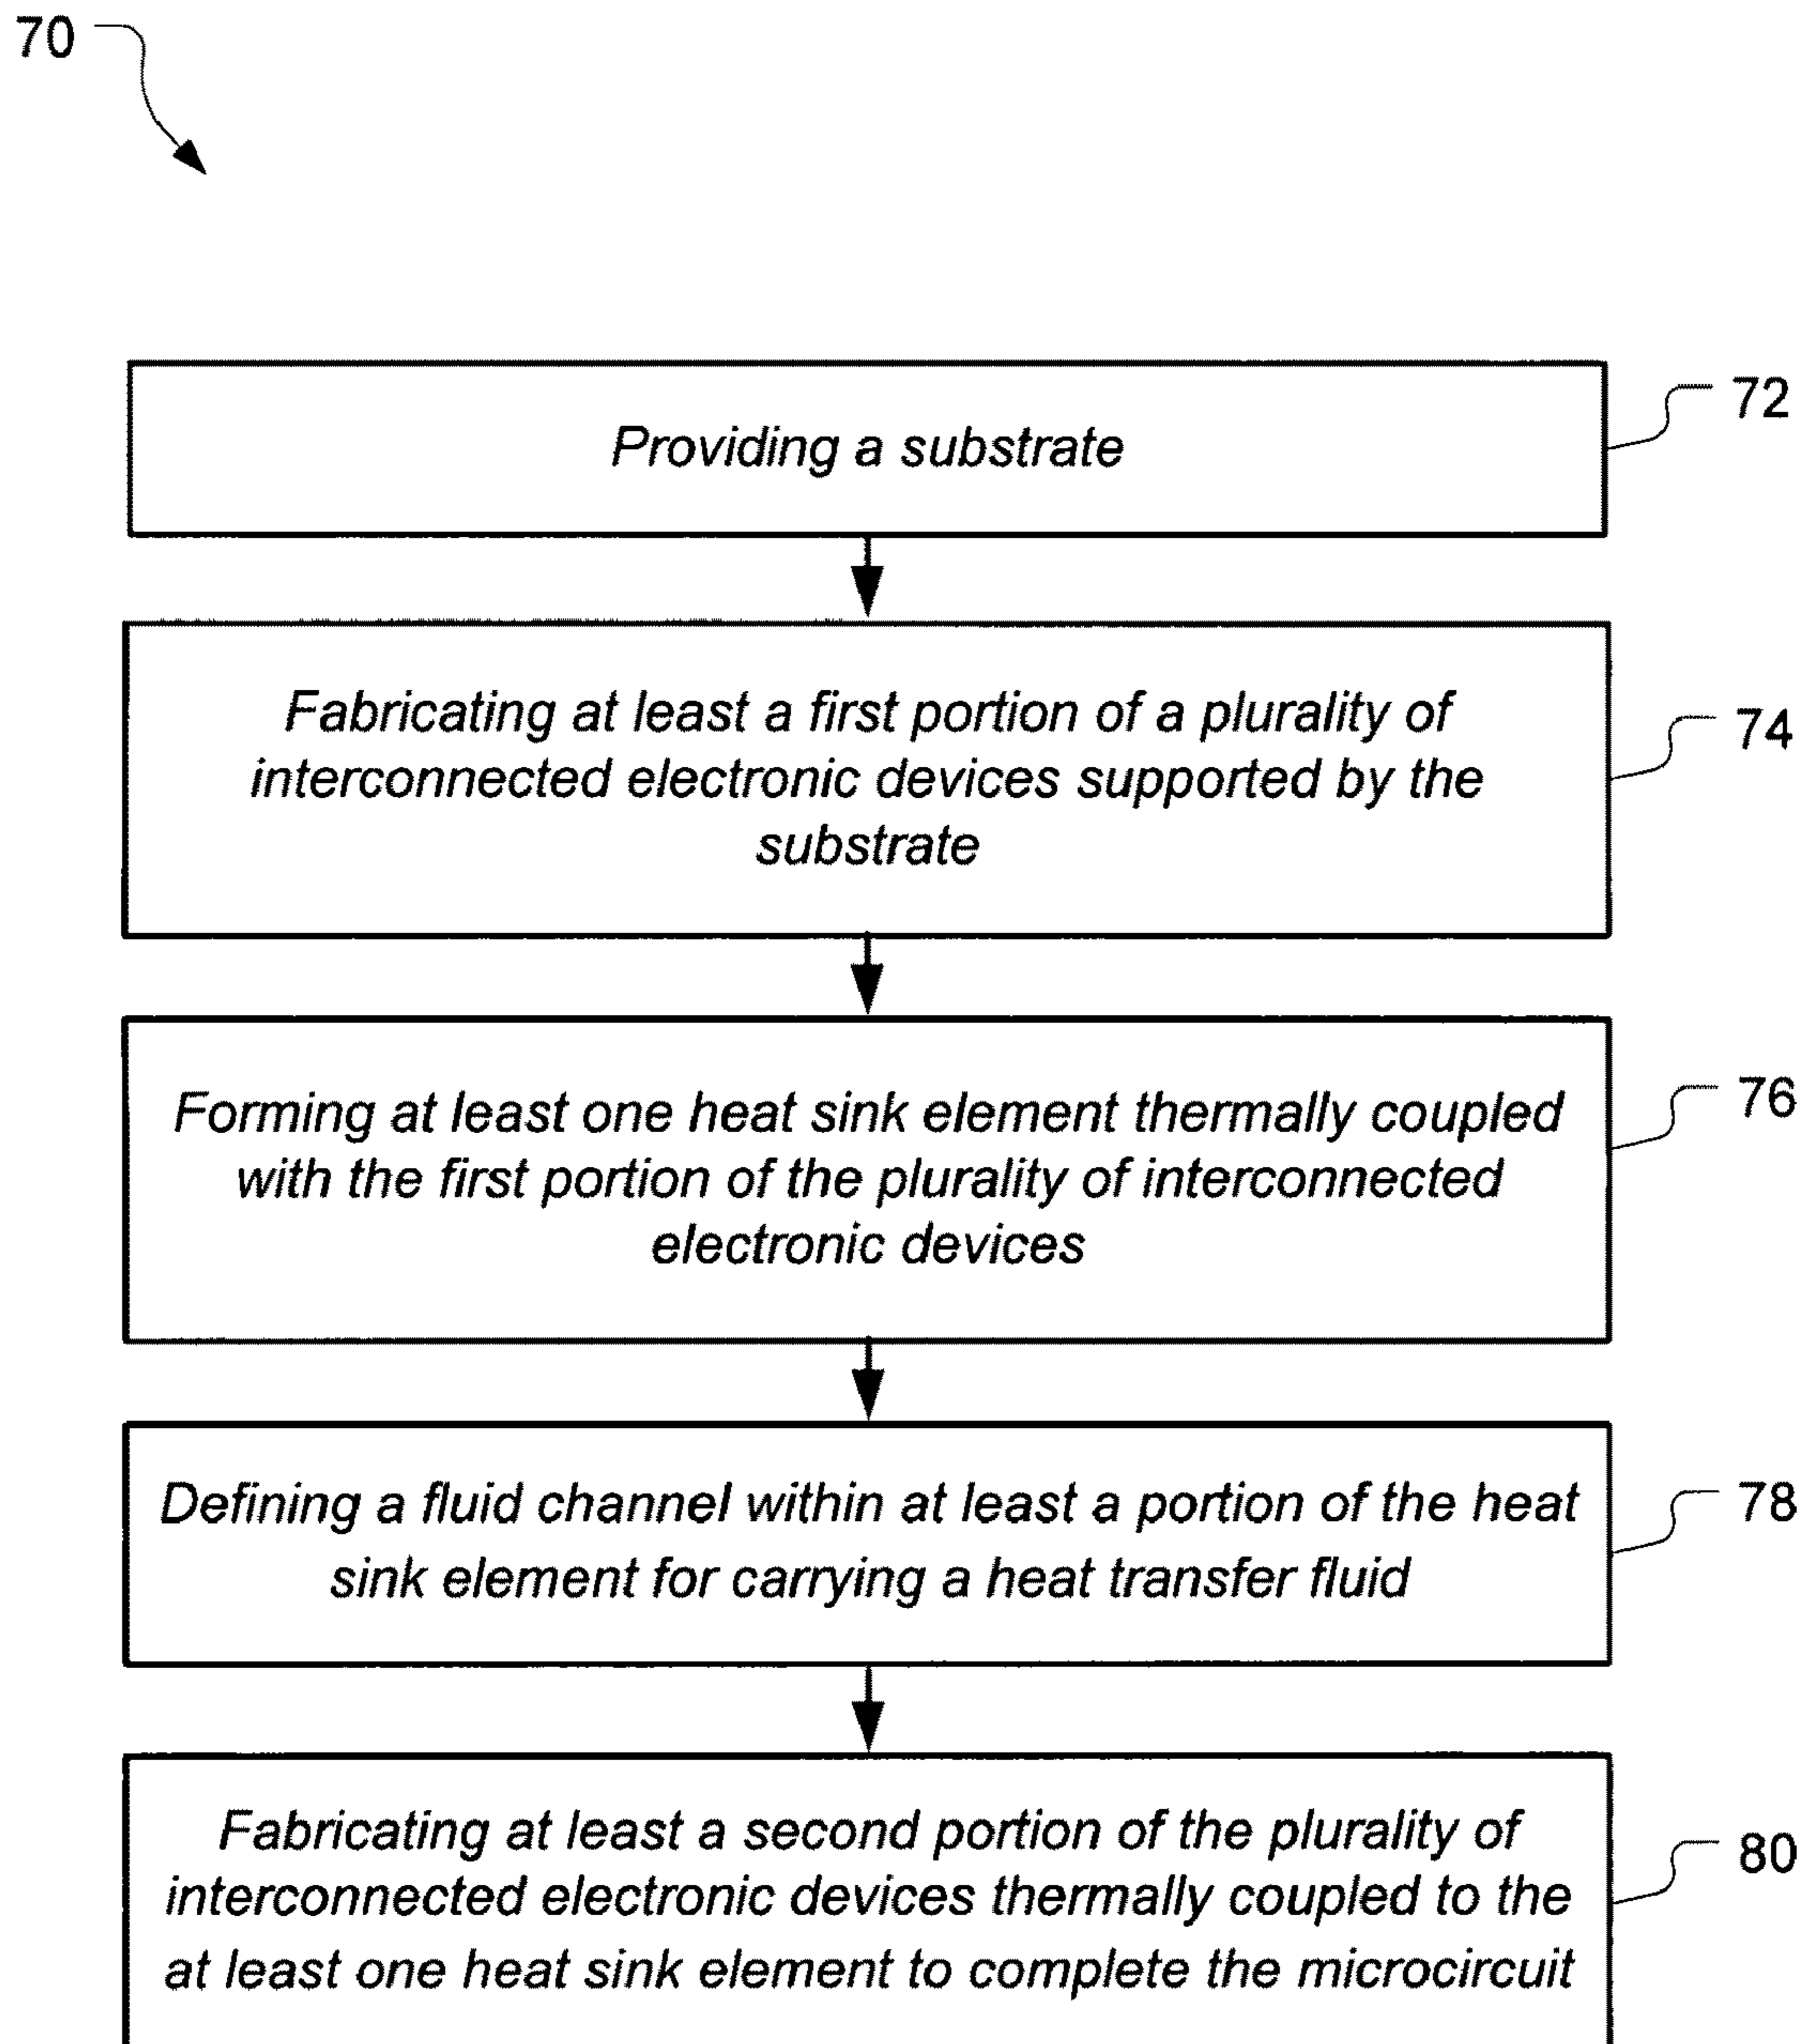 70
Providing a substrate
72
Fabricating at least a first portion of a plurality of
interconnected electronic devices supported by the
substrate
74
Forming at least one heat sink element thermally coupled
with the first portion of the plurality of interconnected
electronic devices
76
Defining a fluid channel within at least a portion of the heat
sink element for carrying a heat transfer fluid
78
Fabricating at least a second portion of the plurality of
interconnected electronic devices thermally coupled to the
at least one heat sink element to complete the microcircuit
80